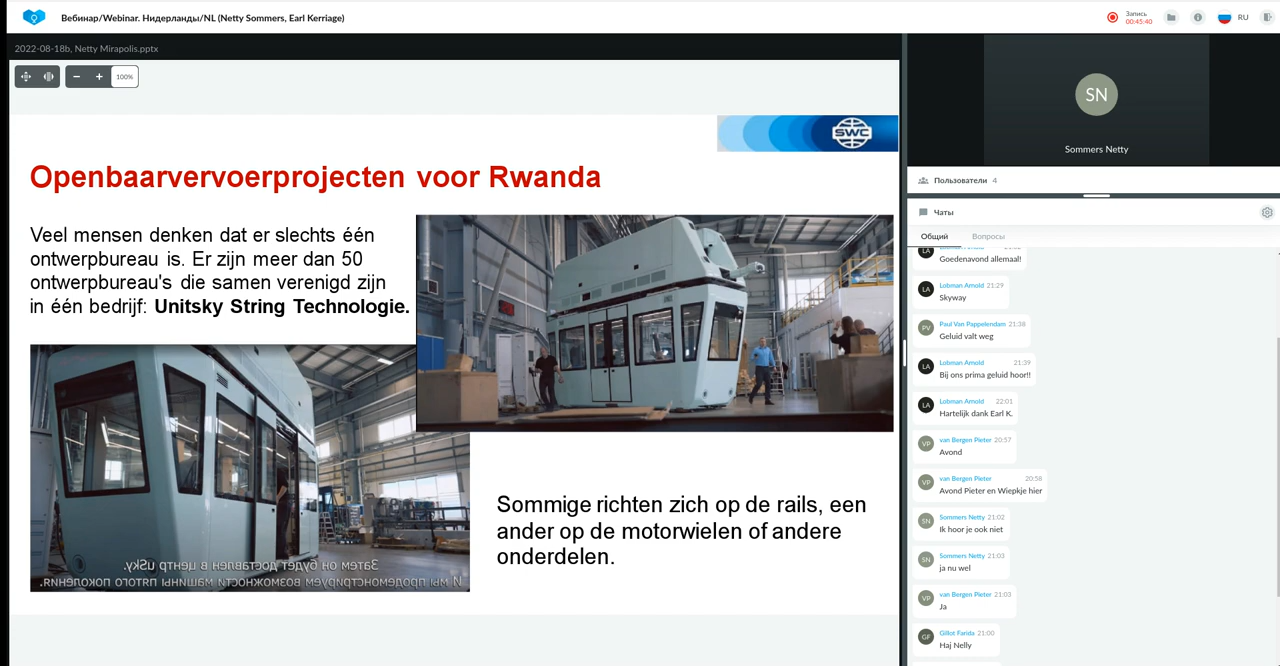 Вебинар/Webinar. Нидерланды/NL (Netty Sommers, Earl Kerriage)
Запись
00:45:40
RU
2022-08-18b, Netty Mirapolis.pptx
100%
SWC
Openbaarvervoerprojecten voor Rwanda
Veel mensen denken dat er slechts één
ontwerpbureau is. Er zijn meer dan 50
ontwerpbureau's die samen verenigd zijn
in één bedrijf: Unitsky String Technologie.
Затем он будет доставлен в центр uSky.
И мы продемонстрируем возможности машины пятого поколения.
Sommige richten zich op de rails, een
ander op de motorwielen of andere
onderdelen.
SN
Sommers Netty
Пользователи 4
Чаты
Общий Вопросы
LA
Goedenavond allemaal!
LA Lobman Arnold 21:29
Skyway
PV Paul Van Pappelendam 21:38
Geluid valt weg
LA Lobman Arnold 21:39
Bij ons prima geluid hoor!!
LA Lobman Arnold 22:01
Hartelijk dank Earl K.
VP van Bergen Pieter 20:57
Avond
VP van Bergen Pieter 20:58
Avond Pieter en Wiepkje hier
SN Sommers Netty 21:02
Ik hoor je ook niet
SN Sommers Netty 21:03
ja nu wel
VP van Bergen Pieter 21:03
Ja
GF Gillot Farida 21:00
Haj Nelly